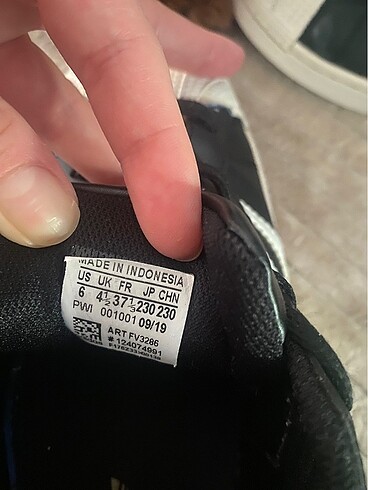 MADE IN INDONESIA
US UK FR JP CHN
6 4½ 37⅓ 230 230
PWI 001001 09/19
ART FV3286
# 124074991